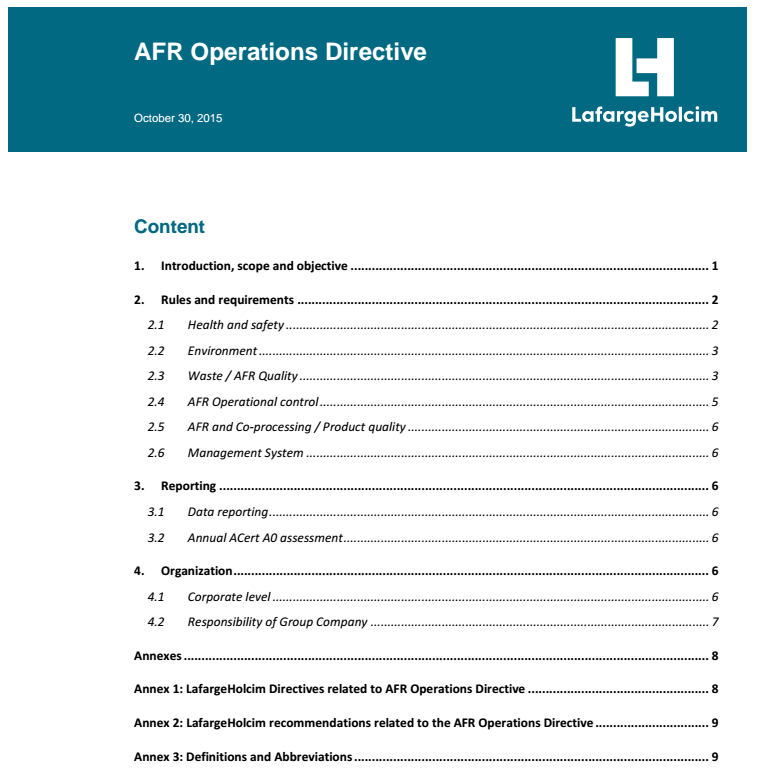 AFR Operations Directive
October 30, 2015
LafargeHolcim
Content
1. Introduction, scope and objective ........ 1
2. Rules and requirements ........ 2
2.1 Health and safety ........ 2
2.2 Environment ........ 3
2.3 Waste / AFR Quality ........ 3
2.4 AFR Operational control ........ 5
2.5 AFR and Co-processing / Product quality ........ 6
2.6 Management System ........ 6
3. Reporting ........ 6
3.1 Data reporting ........ 6
3.2 Annual ACert A0 assessment ........ 6
4. Organization ........ 6
4.1 Corporate level ........ 6
4.2 Responsibility of Group Company ........ 7
Annexes ........ 8
Annex 1: LafargeHolcim Directives related to AFR Operations Directive ........ 8
Annex 2: LafargeHolcim recommendations related to the AFR Operations Directive ........ 9
Annex 3: Definitions and Abbreviations ........ 9